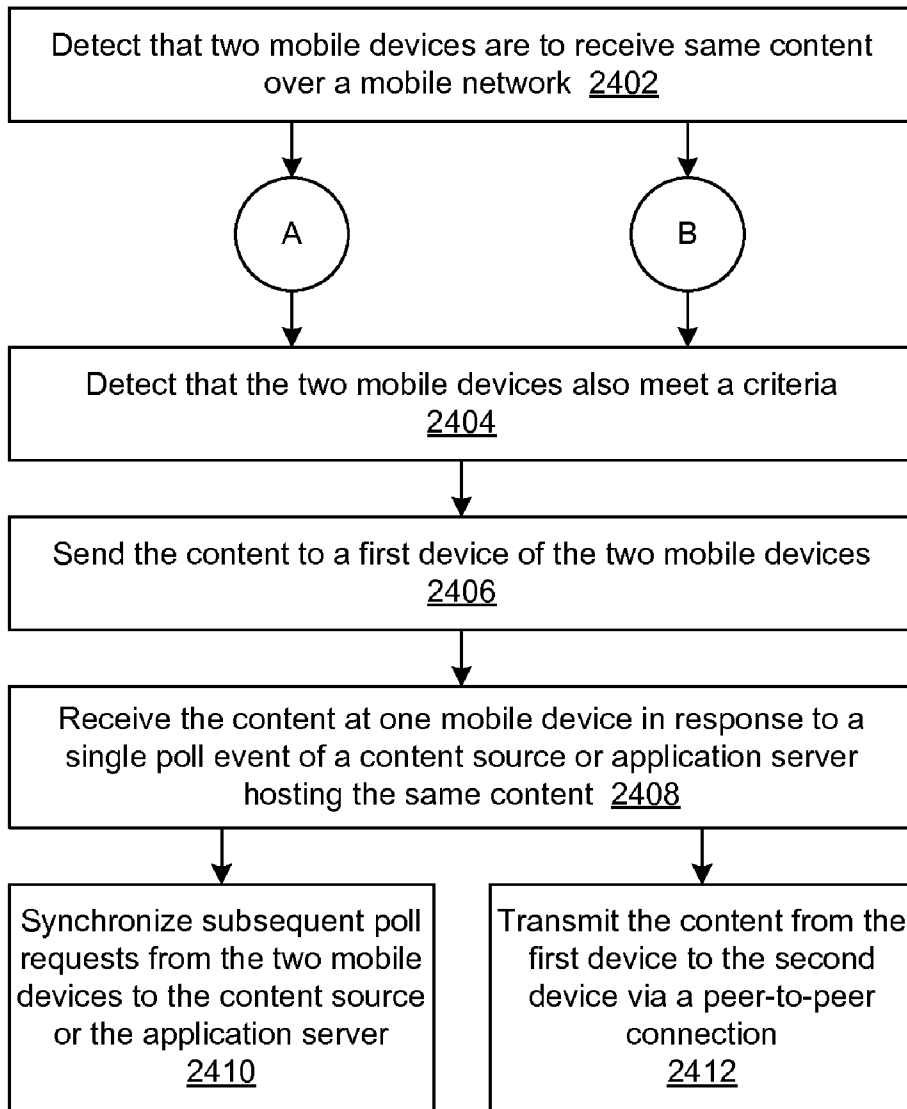 Detect that two mobile devices are to receive same content
over a mobile network 2402
A
B
Detect that the two mobile devices also meet a criteria
2404
Send the content to a first device of the two mobile devices
2406
Receive the content at one mobile device in response to a
single poll event of a content source or application server
hosting the same content 2408
Synchronize subsequent poll
requests from the two mobile
devices to the content source
or the application server
2410
Transmit the content from the
first device to the second
device via a peer-to-peer
connection
2412